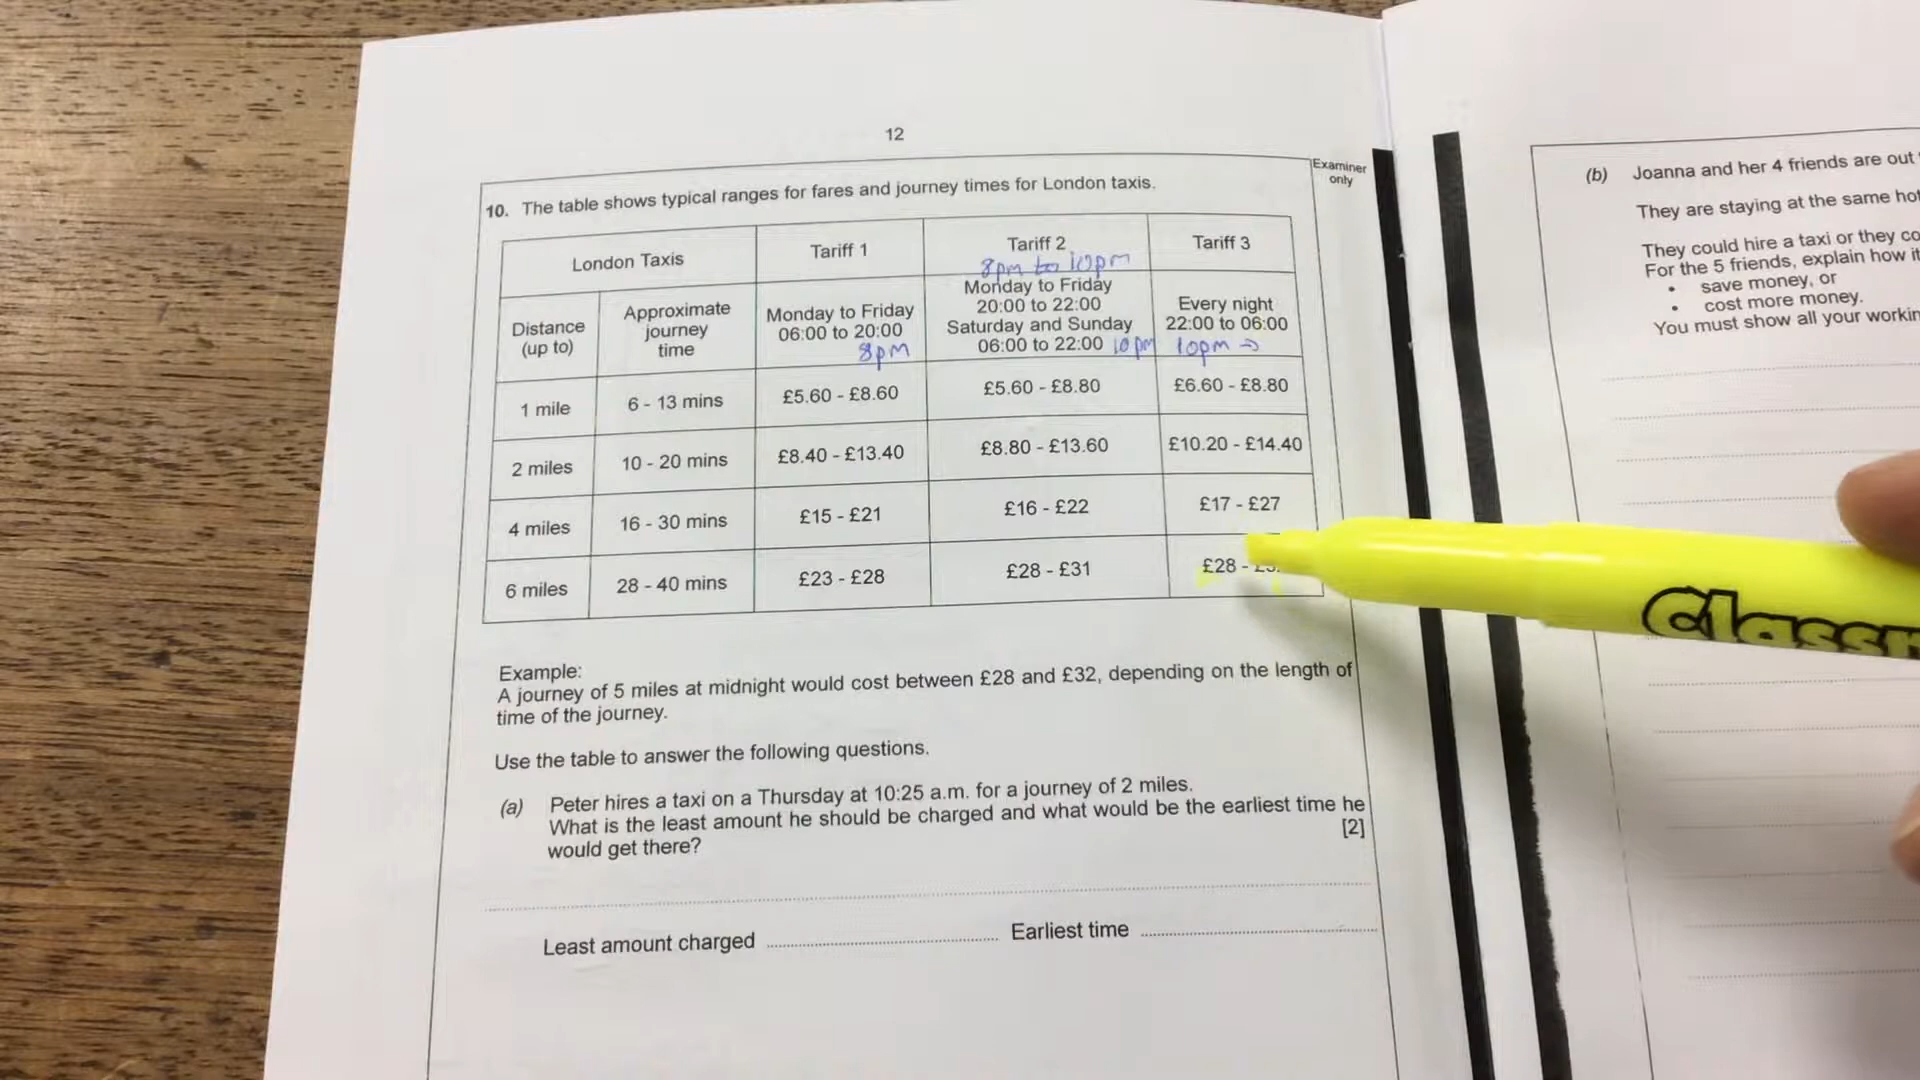 12
Examiner
only
10. The table shows typical ranges for fares and journey times for London taxis.
London Taxis
Tariff 1
Tariff 2
Tariff 3
8pm to 10pm
Distance
(up to)
Approximate
journey
time
Monday to Friday
06:00 to 20:00
8pm
Monday to Friday
20:00 to 22:00
Saturday and Sunday
06:00 to 22:00 10pm
Every night
22:00 to 06:00
10pm →
1 mile
6 - 13 mins
£5.60 - £8.60
£5.60 - £8.80
£6.60 - £8.80
2 miles
10 - 20 mins
£8.40 - £13.40
£8.80 - £13.60
£10.20 - £14.40
4 miles
16 - 30 mins
£15 - £21
£16 - £22
£17 - £27
6 miles
28 - 40 mins
£23 - £28
£28 - £31
£28 -
Example:
A journey of 5 miles at midnight would cost between £28 and £32, depending on the length of
time of the journey.
Use the table to answer the following questions.
(a) Peter hires a taxi on a Thursday at 10:25 a.m. for a journey of 2 miles.
What is the least amount he should be charged and what would be the earliest time he
would get there?
[2]
Least amount charged
Earliest time
(b) Joanna and her 4 friends are out
They are staying at the same
They could hire a taxi or they
For the 5 friends, explain how
• save money, or
• cost more money.
You must show all your